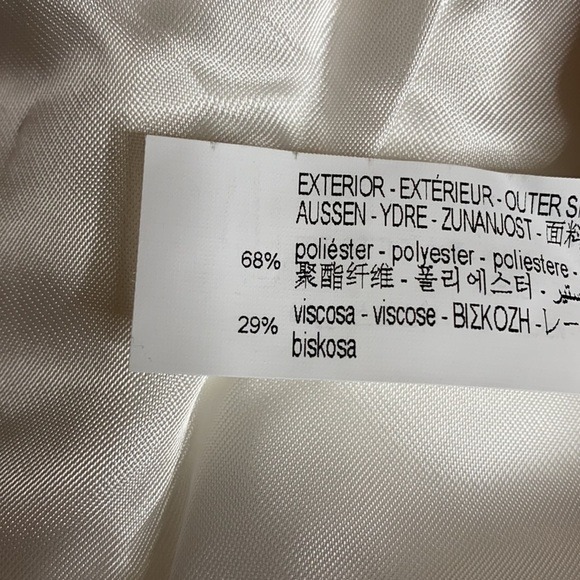 EXTERIOR - EXTÉRIEUR - OUTER
AUSSEN - YDRE - ZUNANJOST - 面料
68% poliéster - polyester - poliestere -
聚酯纤维 - 폴리에스터 -
29% viscosa - viscose - ΒΙΣΚΟΖΗ - レー
biskosa